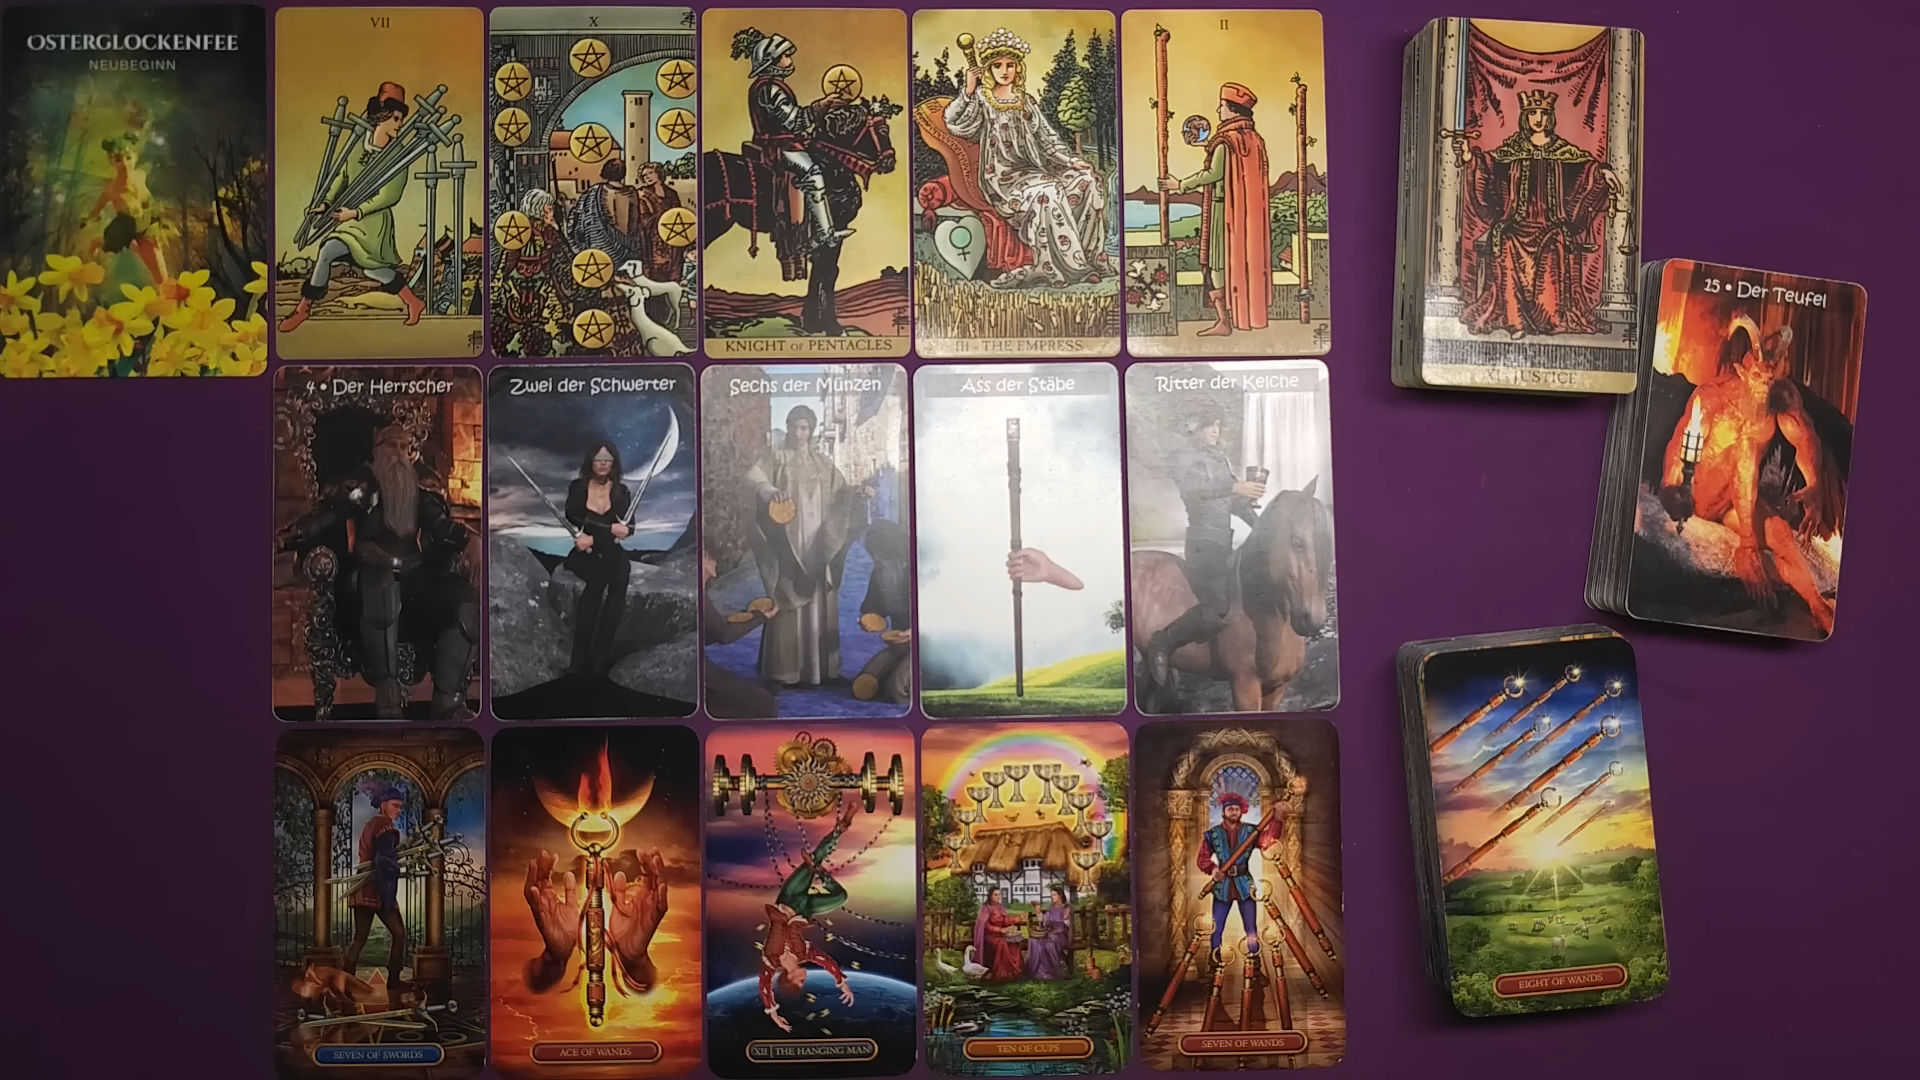 OSTERGLOCKENFEE
NEUBEGINN
VII
X
KNIGHT OF PENTACLES
III - THE EMPRESS
II
XI - JUSTICE
15 • Der Teufel
4 • Der Herrscher
Zwei der Schwerter
Sechs der Münzen
Ass der Stäbe
Ritter der Kelche
SEVEN OF SWORDS
ACE OF WANDS
XII | THE HANGING MAN
TEN OF CUPS
SEVEN OF WANDS
EIGHT OF WANDS